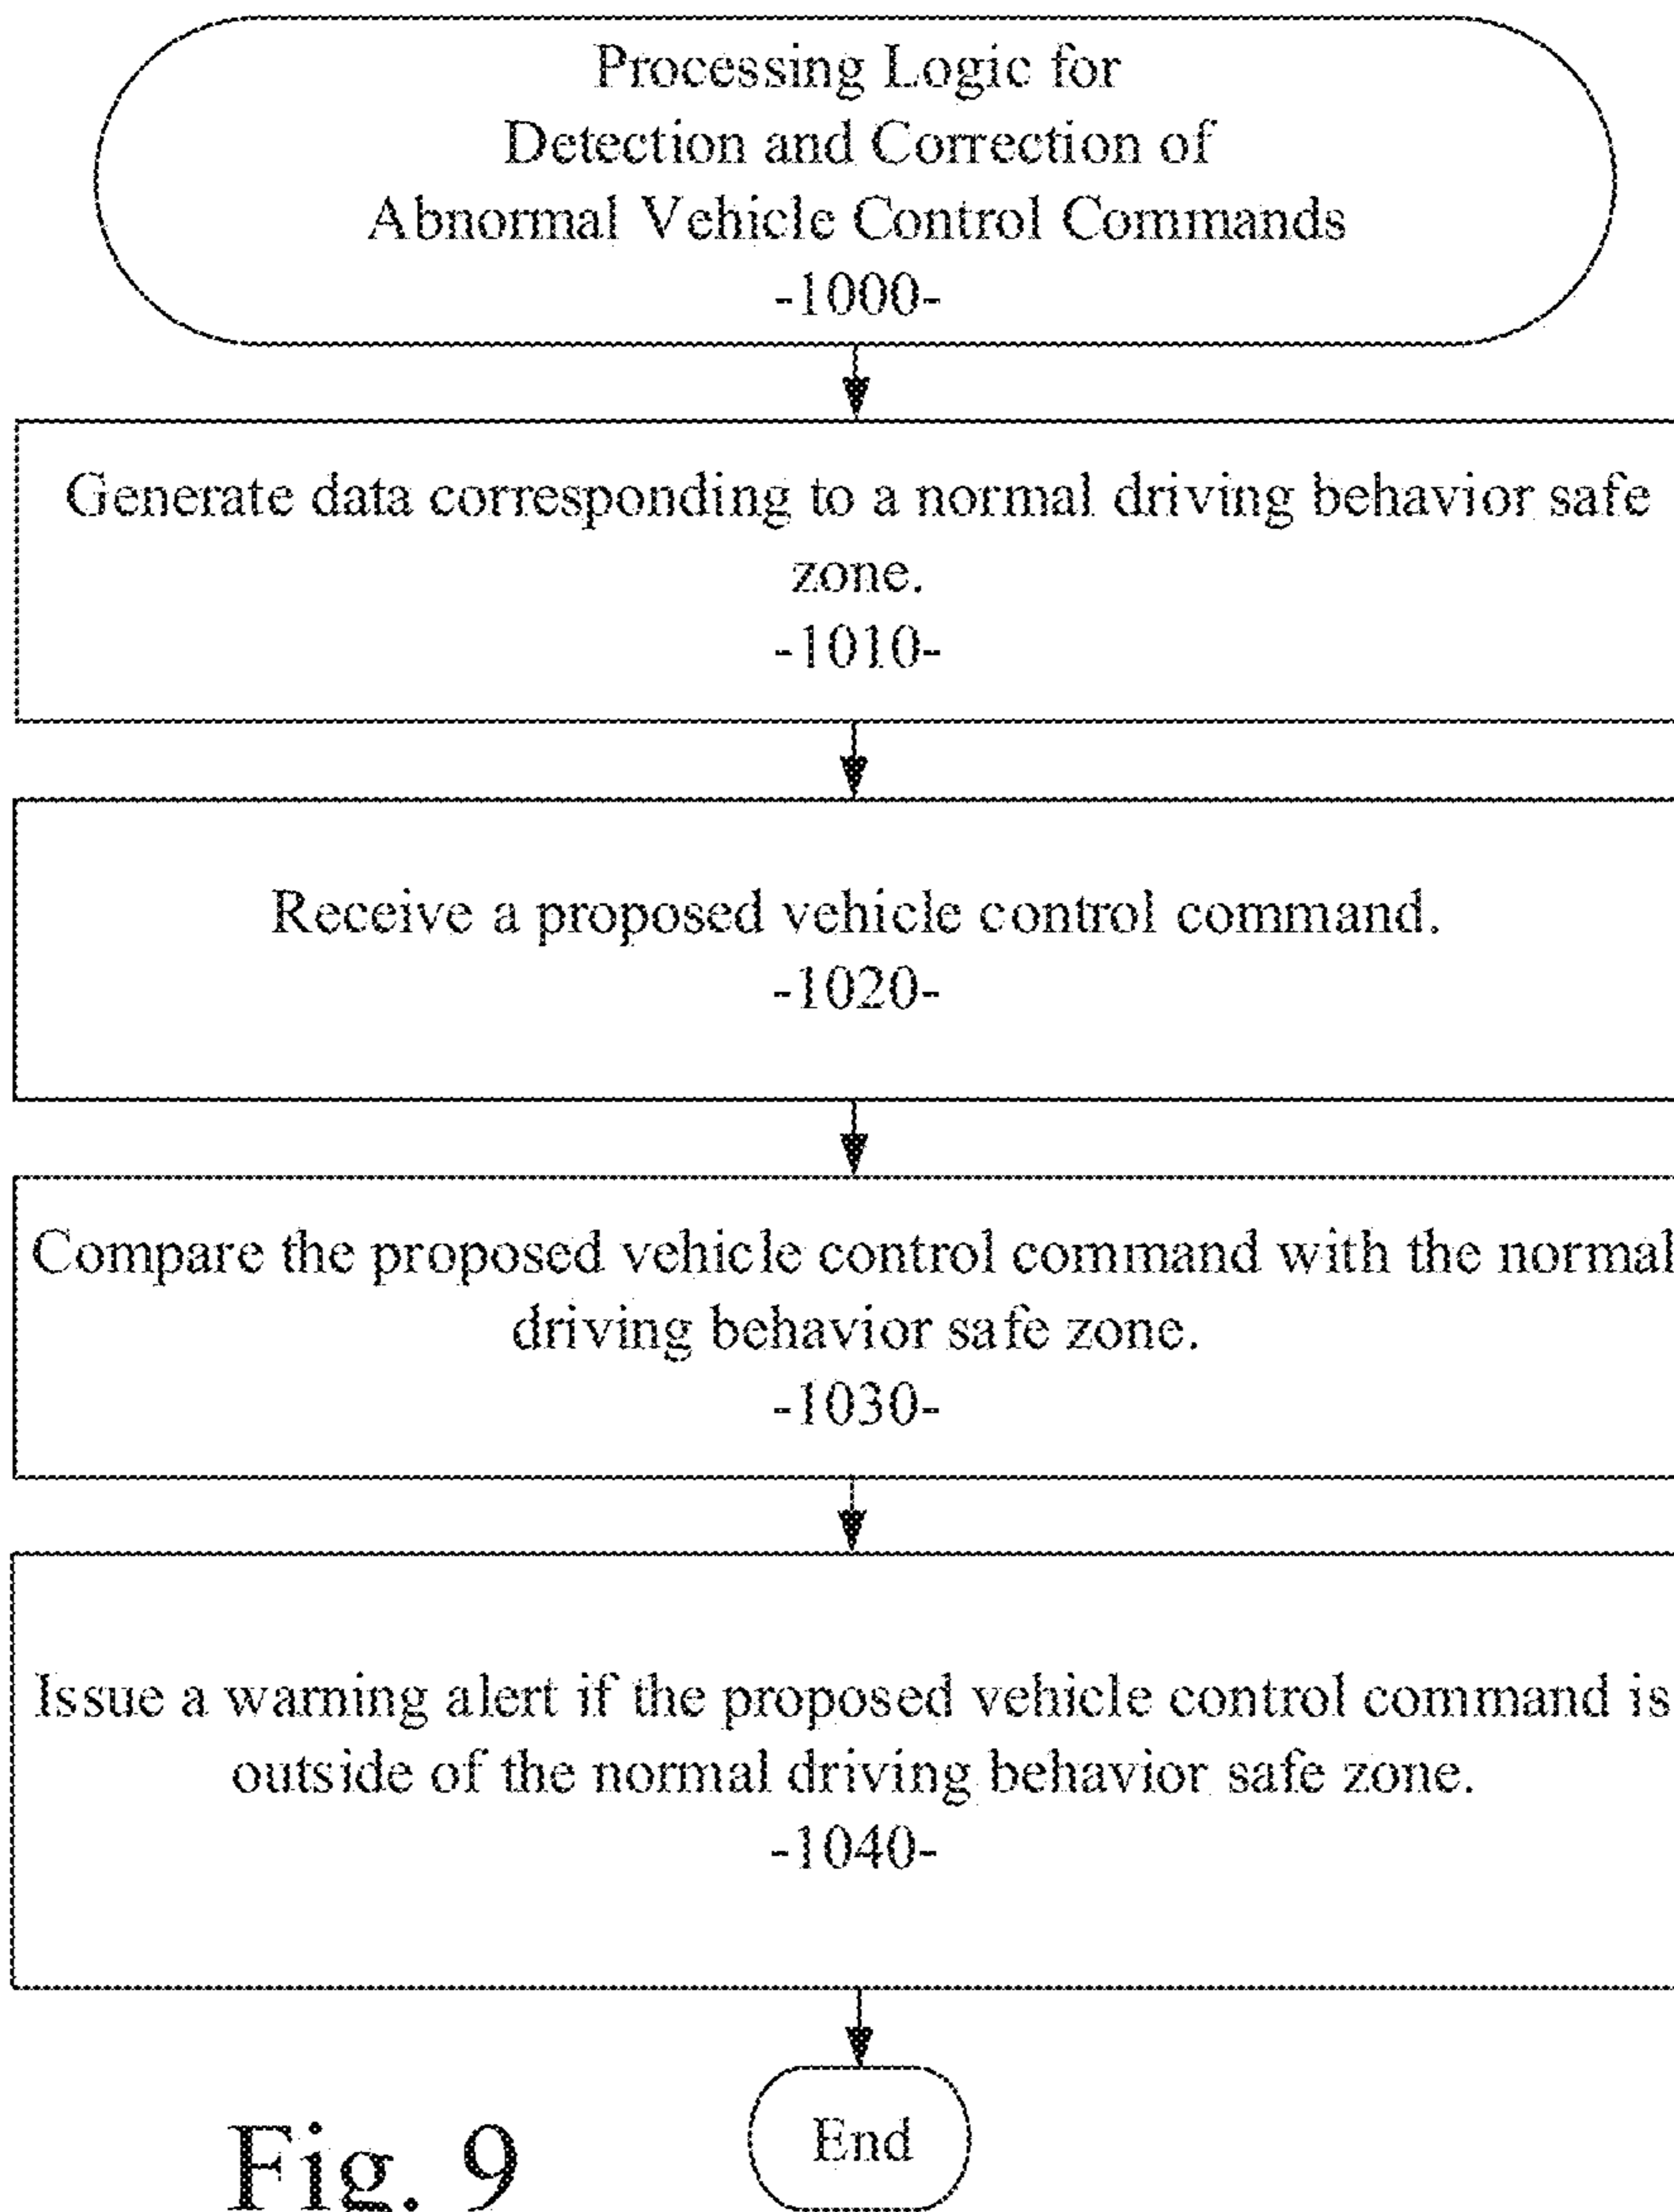 Processing Logic for
Detection and Correction of
Abnormal Vehicle Control Commands
-1000-
Generate data corresponding to a normal driving behavior safe
zone.
-1010-
Receive a proposed vehicle control command.
-1020-
Compare the proposed vehicle control command with the normal
driving behavior safe zone.
-1030-
Issue a warning alert if the proposed vehicle control command is
outside of the normal driving behavior safe zone.
-1040-
End
Fig. 9